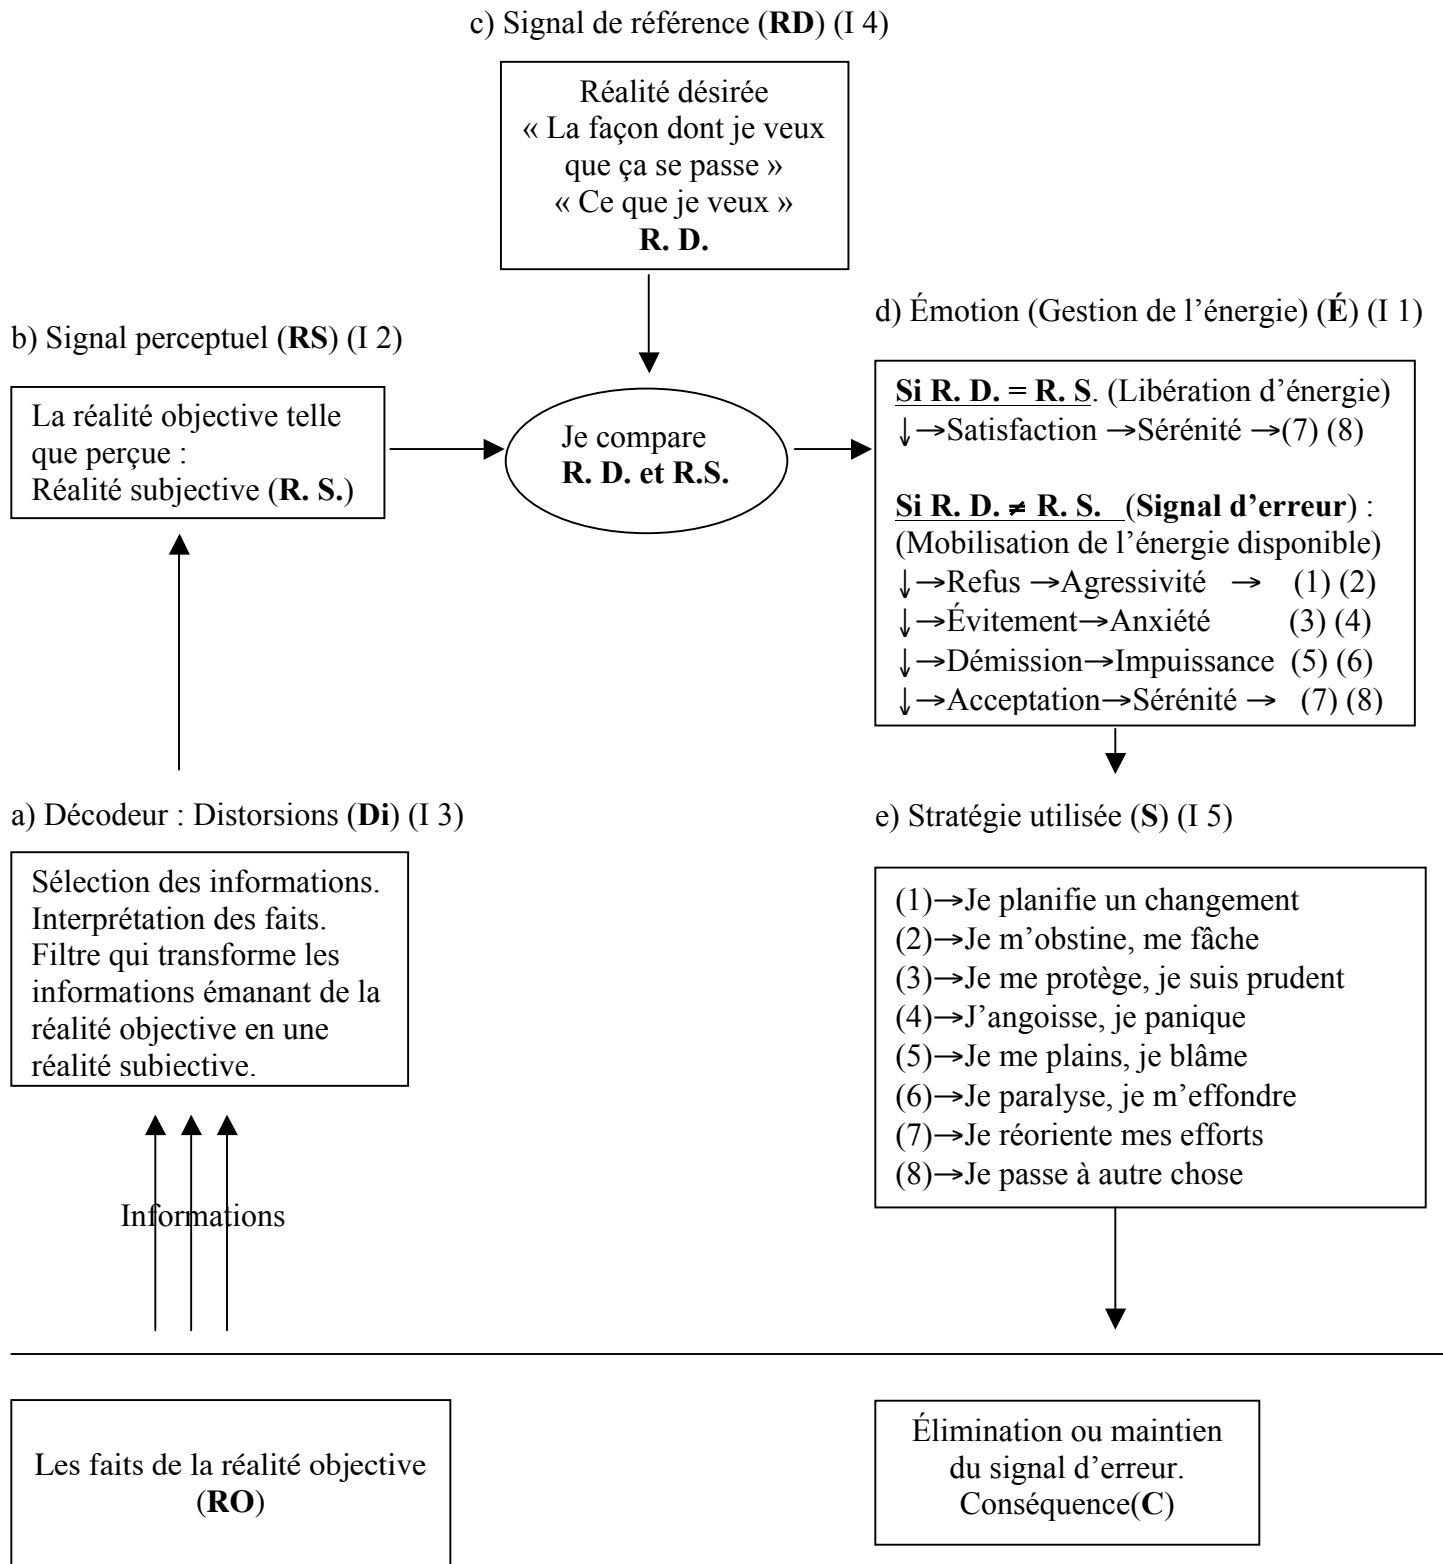 c) Signal de référence (RD) (I 4)
Réalité désirée
« La façon dont je veux
que ça se passe »
« Ce que je veux »
R. D.
d) Émotion (Gestion de l’énergie) (É) (I 1)
b) Signal perceptuel (RS) (I 2)
La réalité objective telle
que perçue :
Réalité subjective (R. S.)
Je compare
R. D. et R.S.
Si R. D. = R. S. (Libération d’énergie)
↓→Satisfaction →Sérénité →(7) (8)
Si R. D. ≠ R. S. (Signal d’erreur) :
(Mobilisation de l’énergie disponible)
↓→Refus →Agressivité → (1) (2)
↓→Évitement→Anxiété (3) (4)
↓→Démission→Impuissance (5) (6)
↓→Acceptation→Sérénité → (7) (8)
a) Décodeur : Distorsions (Di) (I 3)
Sélection des informations.
Interprétation des faits.
Filtre qui transforme les
informations émanant de la
réalité objective en une
réalité subjective.
Informations
e) Stratégie utilisée (S) (I 5)
(1)→Je planifie un changement
(2)→Je m’obstine, me fâche
(3)→Je me protège, je suis prudent
(4)→J’angoisse, je panique
(5)→Je me plains, je blâme
(6)→Je paralyse, je m’effondre
(7)→Je réoriente mes efforts
(8)→Je passe à autre chose
Les faits de la réalité objective
(RO)
Élimination ou maintien
du signal d’erreur.
Conséquence(C)